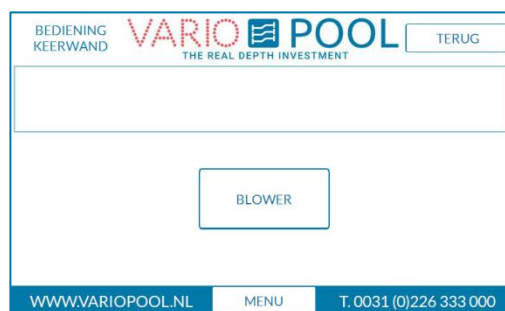 BEDIENING
KEERWAND
VARIO POOL
THE REAL DEPTH INVESTMENT
TERUG
BLOWER
WWW.VARIOPOOL.NL
MENU
T. 0031 (0)226 333 000